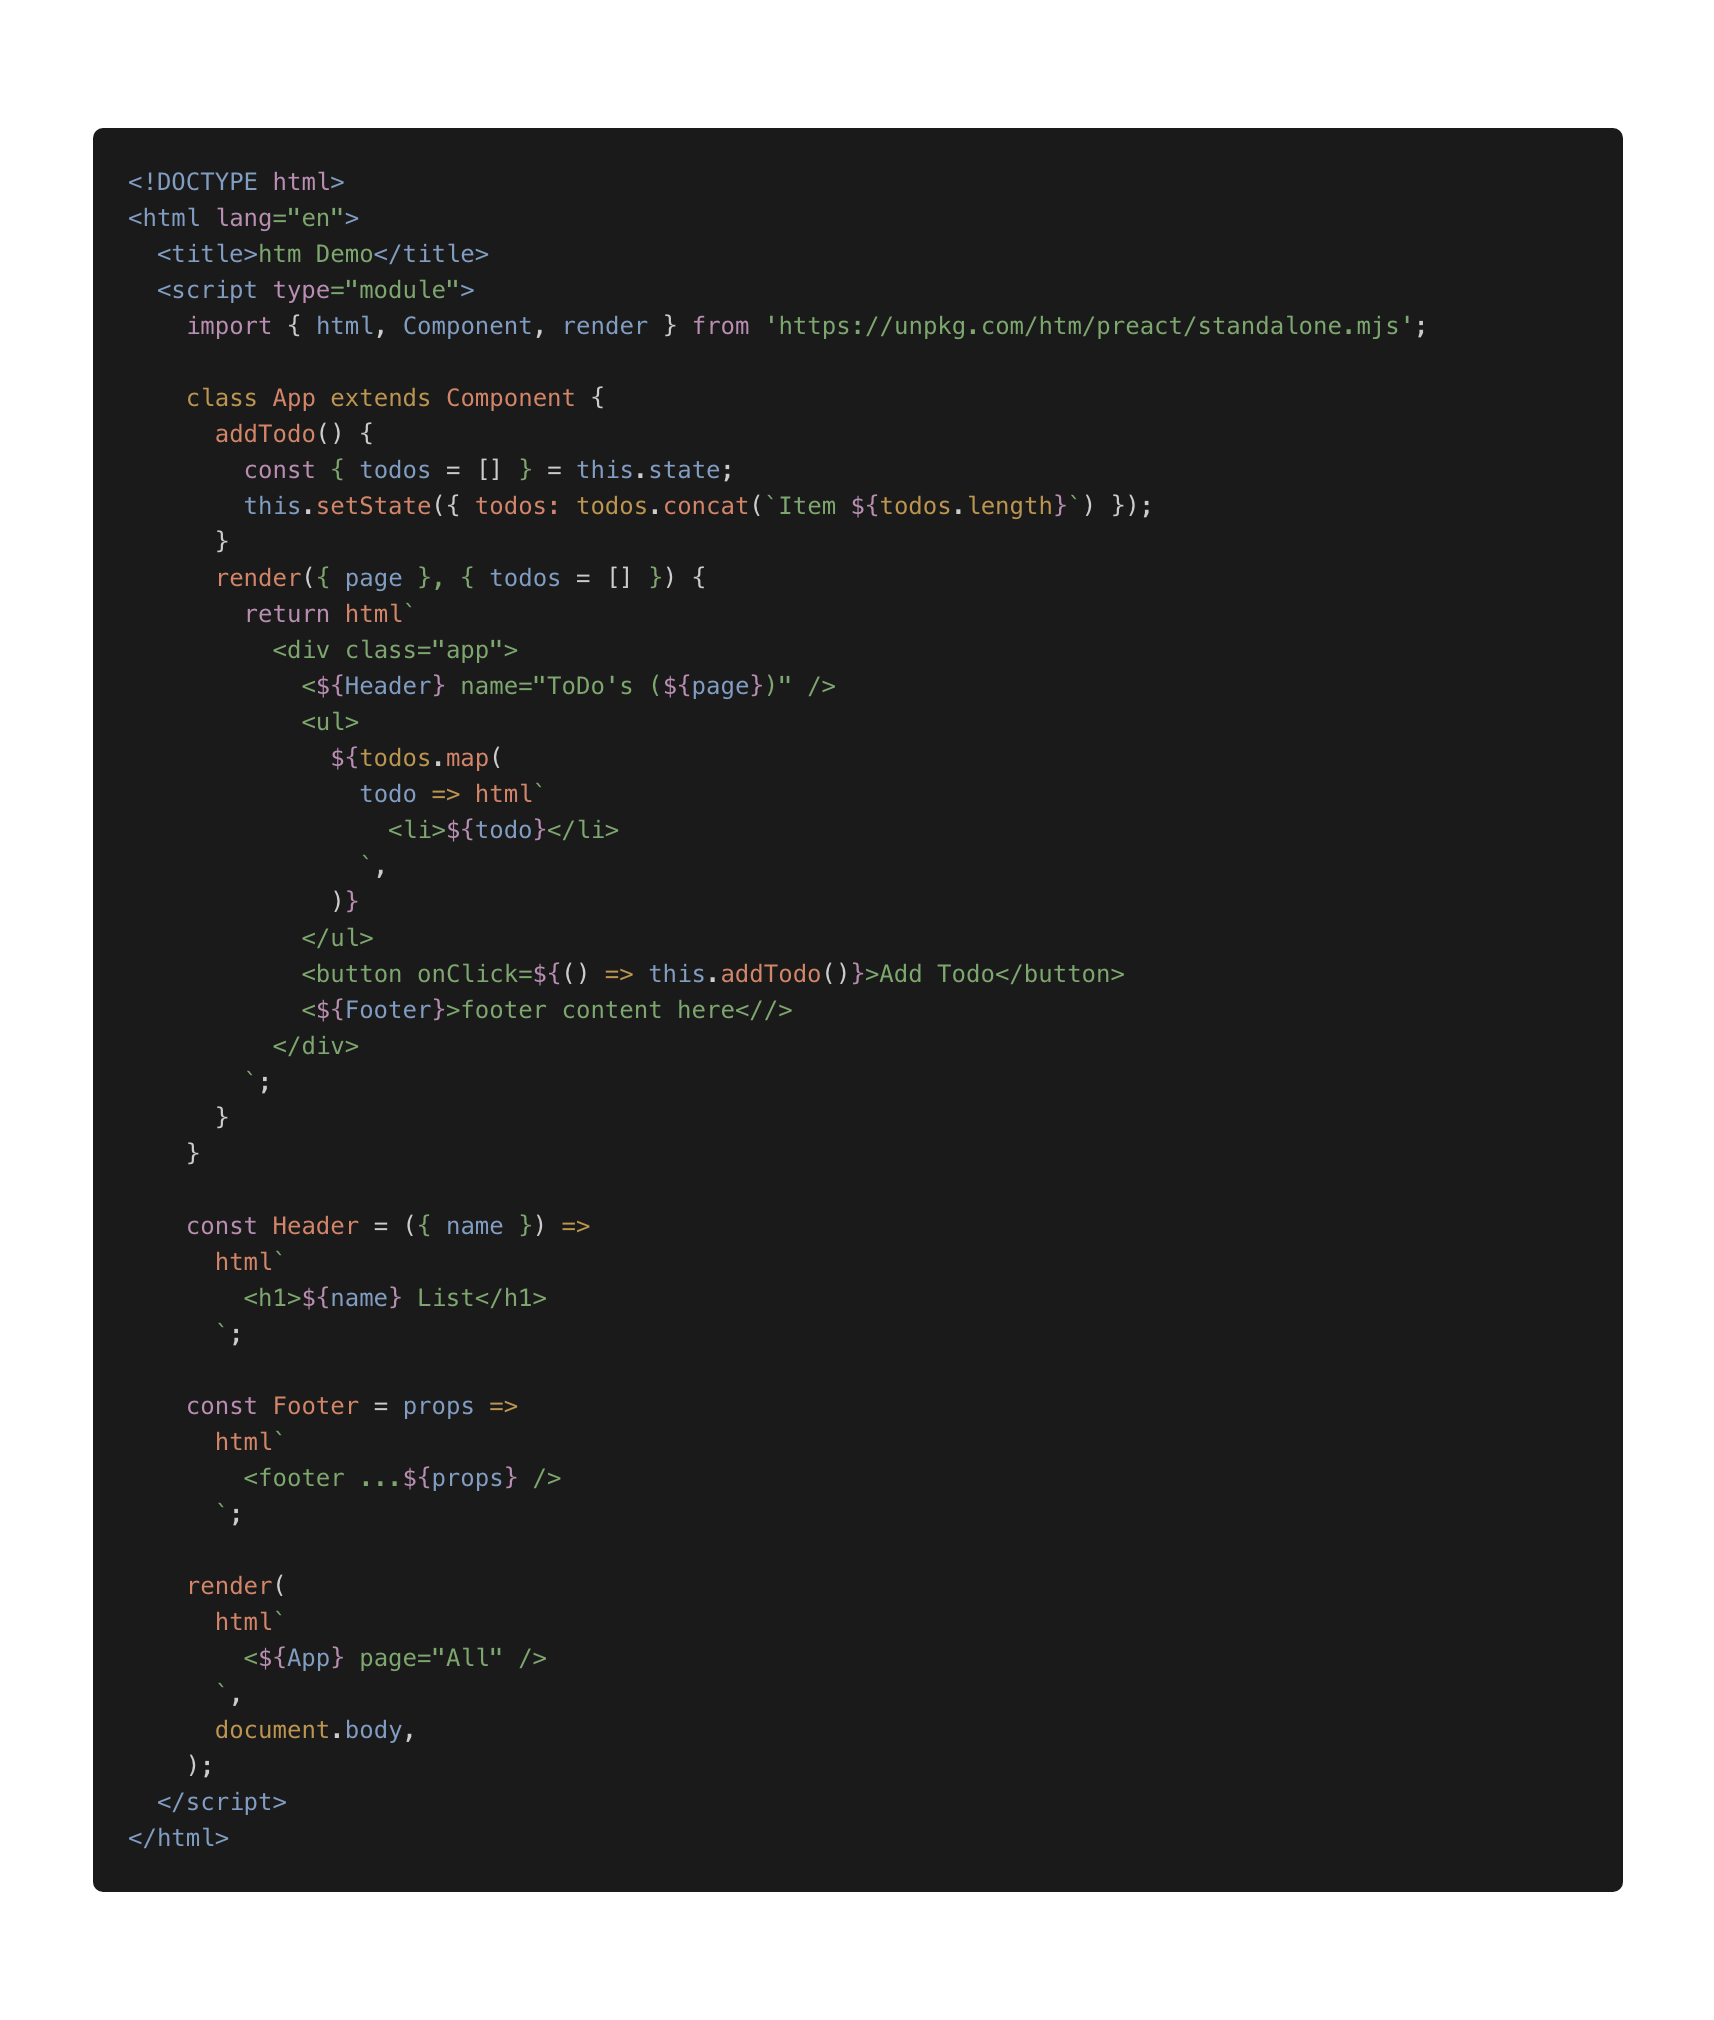 <!DOCTYPE html>
<html lang="en">
  <title>htm Demo</title>
  <script type="module">
    import { html, Component, render } from 'https://unpkg.com/htm/preact/standalone.mjs';

    class App extends Component {
      addTodo() {
        const { todos = [] } = this.state;
        this.setState({ todos: todos.concat(`Item ${todos.length}`) });
      }
      render({ page }, { todos = [] }) {
        return html`
          <div class="app">
            <${Header} name="ToDo's (${page})" />
            <ul>
              ${todos.map(
                todo => html`
                  <li>${todo}</li>
                `,
              )}
            </ul>
            <button onClick=${() => this.addTodo()}>Add Todo</button>
            <${Footer}>footer content here<//>
          </div>
        `;
      }
    }

    const Header = ({ name }) =>
      html`
        <h1>${name} List</h1>
      `;

    const Footer = props =>
      html`
        <footer ...${props} />
      `;

    render(
      html`
        <${App} page="All" />
      `,
      document.body,
    );
  </script>
</html>